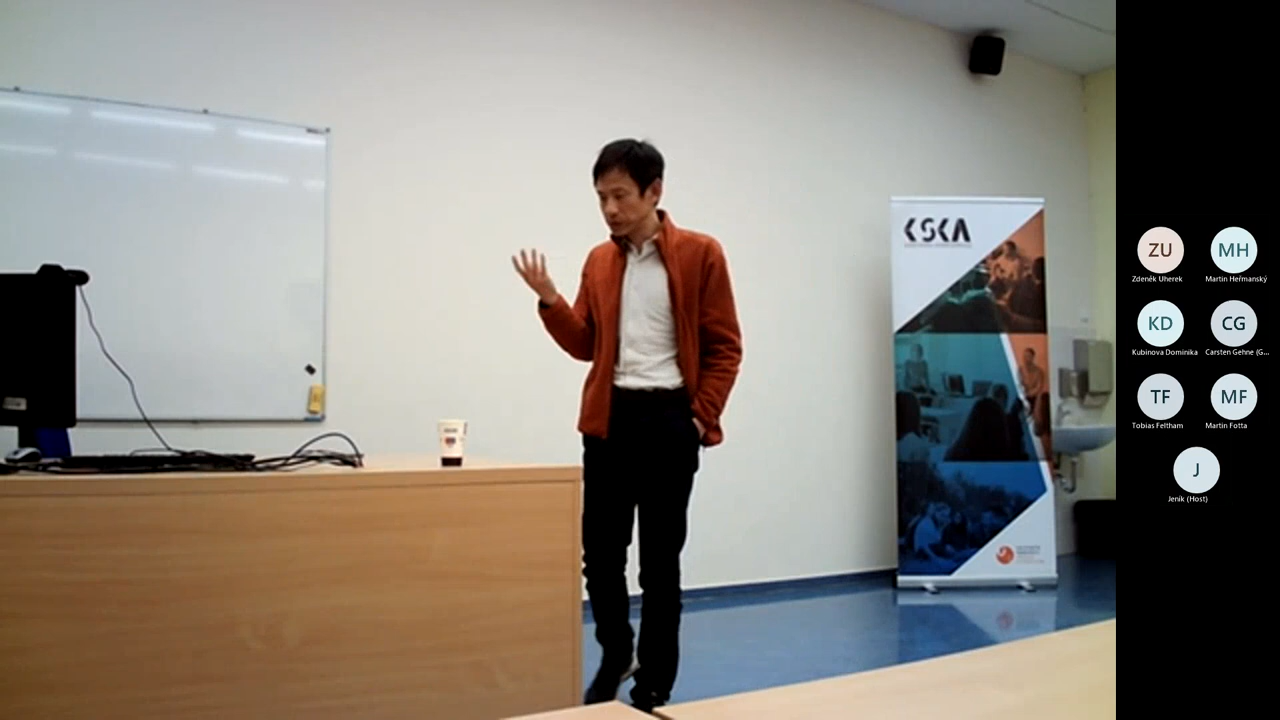 KSKA
ZU
Zdeněk Uherek
MH
Martin Heřmanský
KD
Kubinova Dominika
CG
Carsten Gehne (G...
TF
Tobias Feltham
MF
Martin Fotta
J
Jenik (Host)